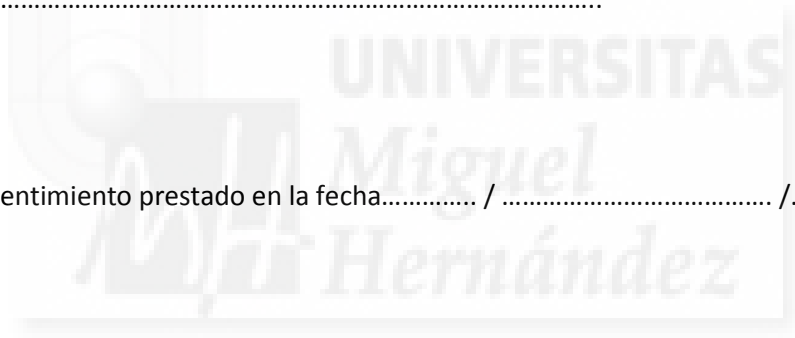 ……………………………………………………………………………..
UNIVERSITAS
Miguel
entimiento prestado en la fecha………….. / ……………………………. /.
Hernández